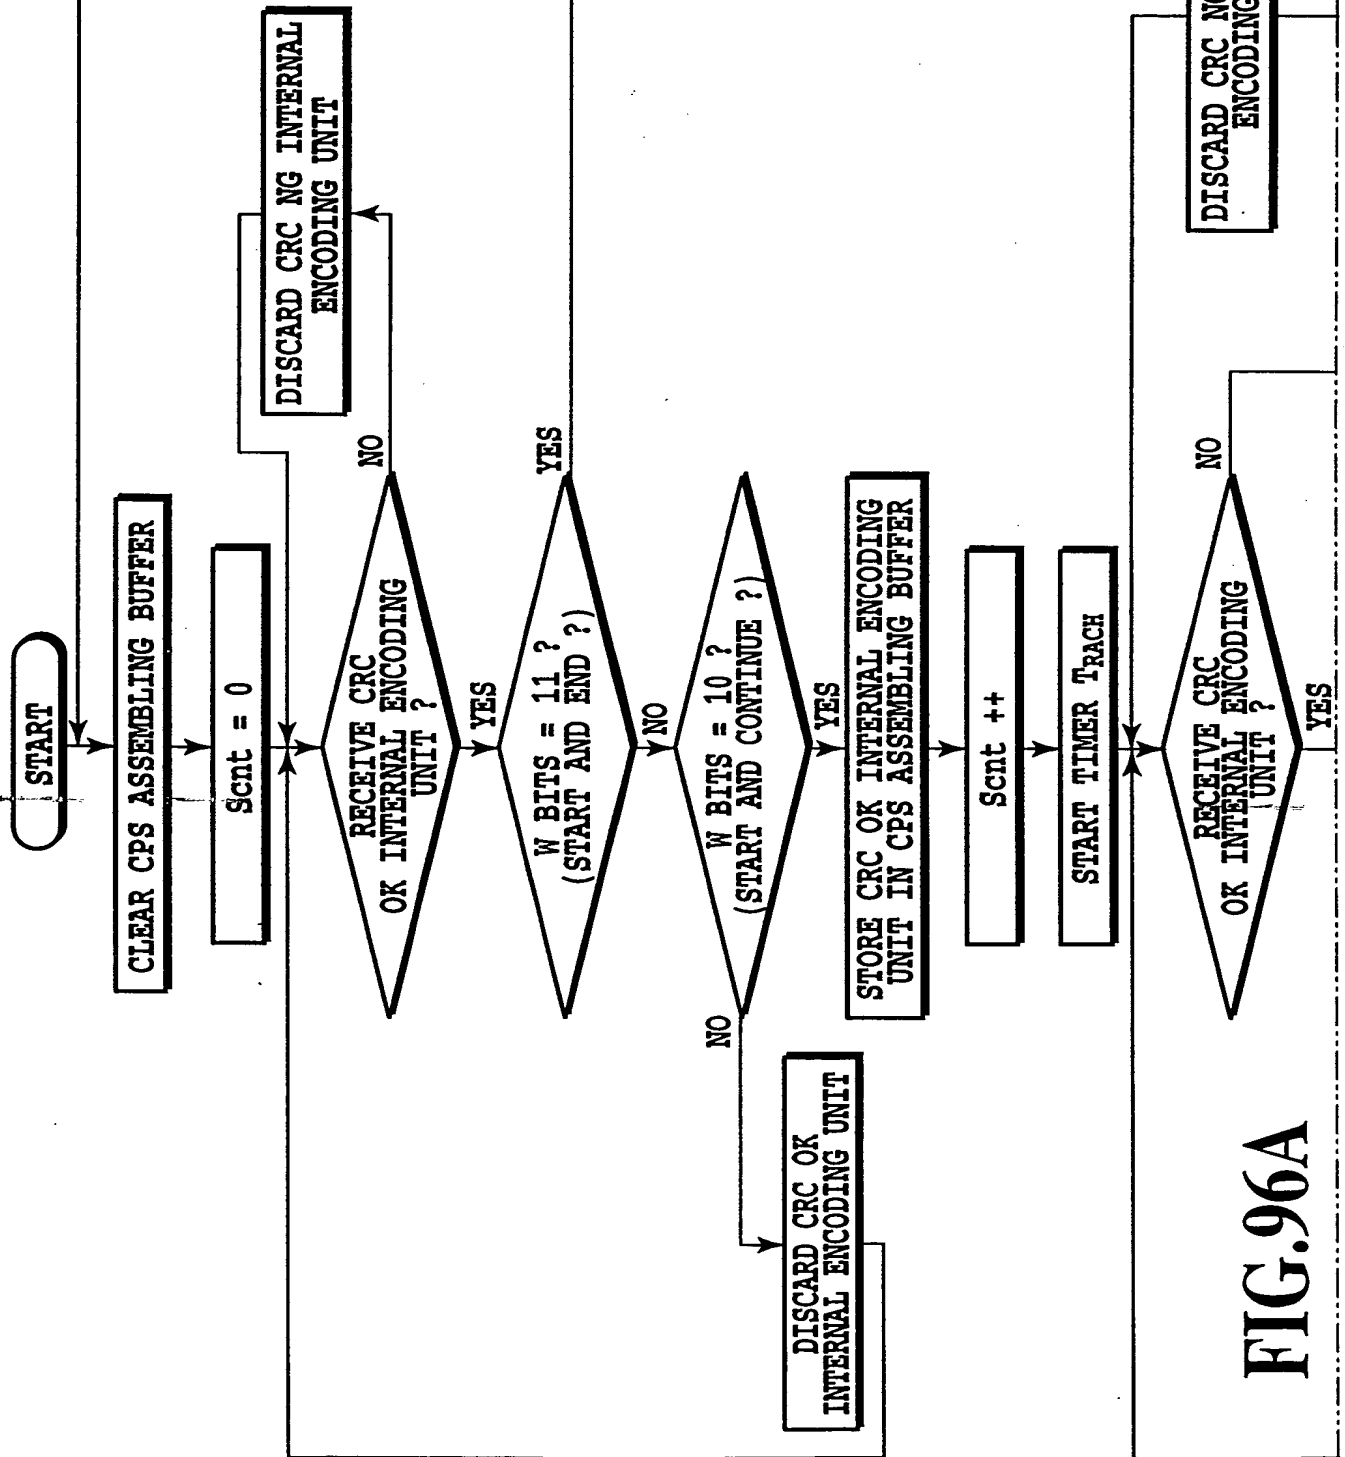 START
CLEAR CPS ASSEMBLING BUFFER
Scnt = 0
RECEIVE CRC
OK INTERNAL ENCODING
UNIT ?
NO
DISCARD CRC NG INTERNAL
ENCODING UNIT
YES
W BITS = 11 ?
(START AND END ?)
YES
NO
W BITS = 10 ?
(START AND CONTINUE ?)
NO
DISCARD CRC OK
INTERNAL ENCODING UNIT
YES
STORE CRC OK INTERNAL ENCODING
UNIT IN CPS ASSEMBLING BUFFER
Scnt ++
START TIMER TRACH
RECEIVE CRC
OK INTERNAL ENCODING
UNIT ?
NO
DISCARD CRC
ENCODING
YES
FIG.96A